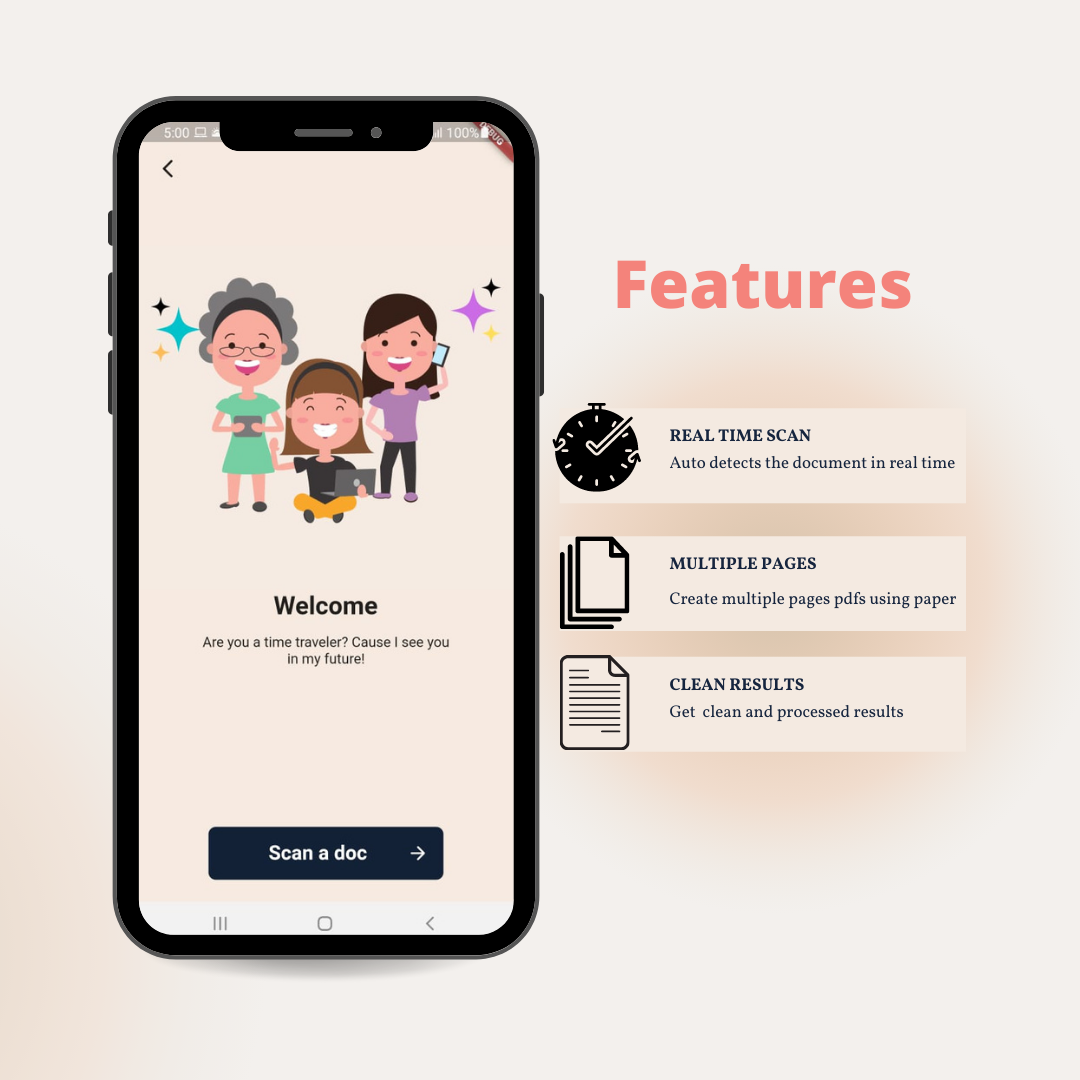 5:00
100%
DEBUG
Features
REAL TIME SCAN
Auto detects the document in real time
MULTIPLE PAGES
Create multiple pages pdfs using paper
CLEAN RESULTS
Get  clean and processed results
Welcome
Are you a time traveler? Cause I see you
in my future!
Scan a doc